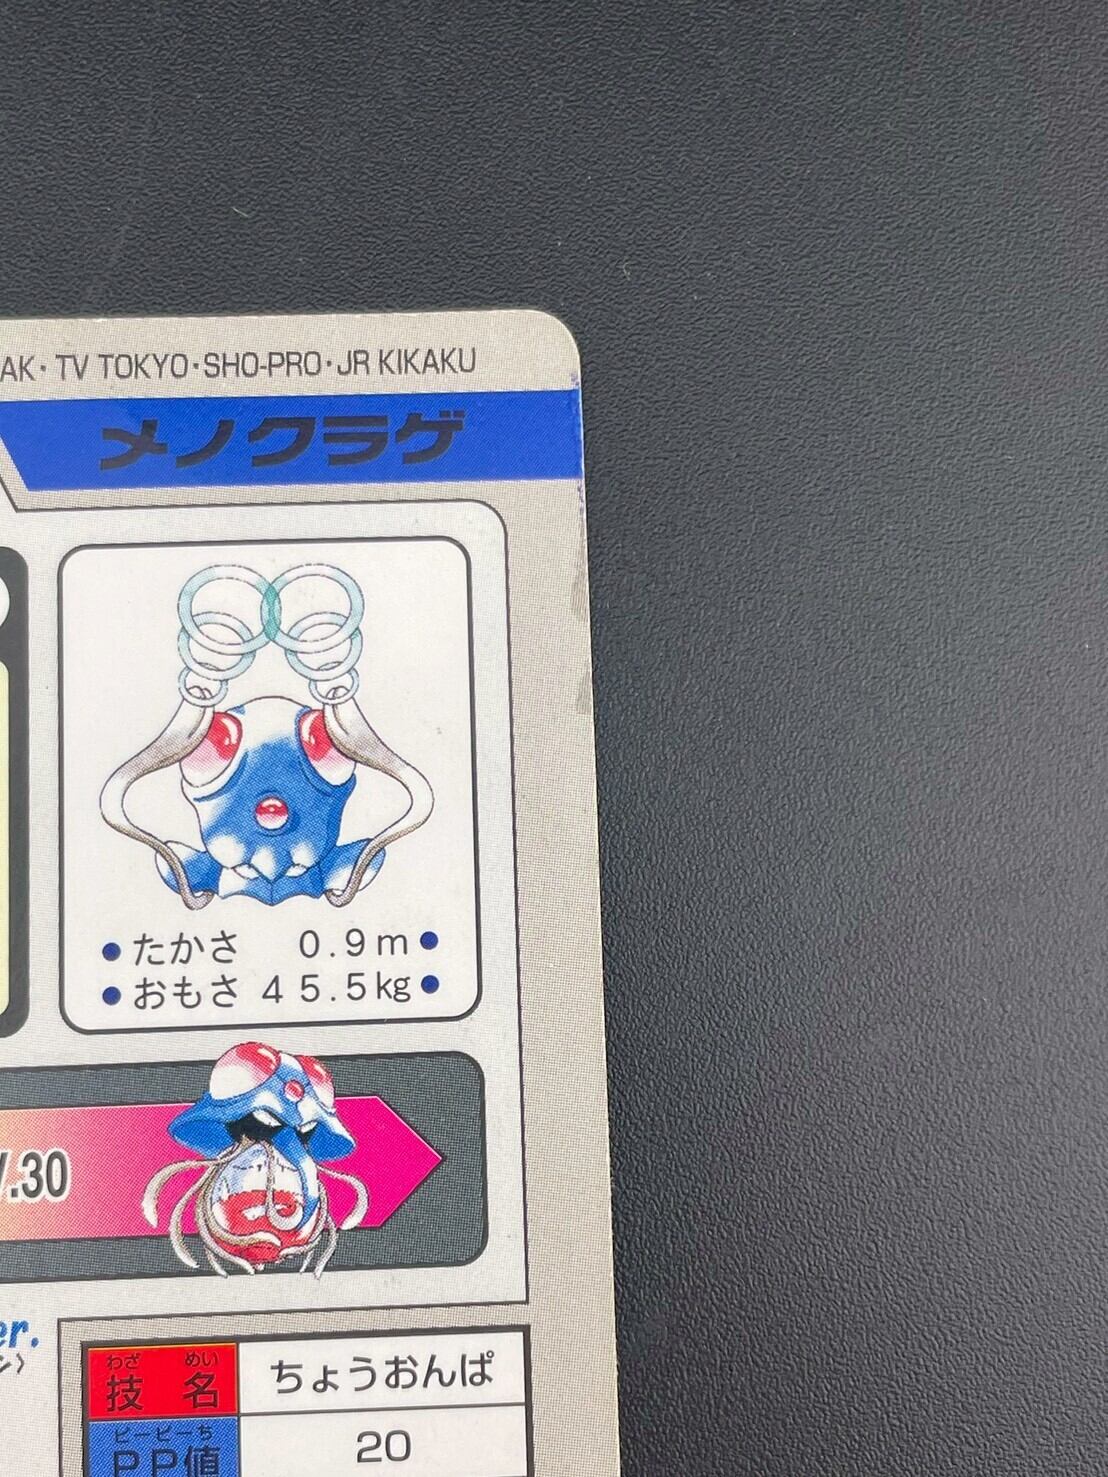 AK・TV TOKYO・SHO-PRO・JR KIKAKU
メノクラゲ
●たかさ 0.9m●
●おもさ 45.5kg●
.30
er.
わざ めい
技名 ちょうおんぱ
ピーピーち
PP値 20